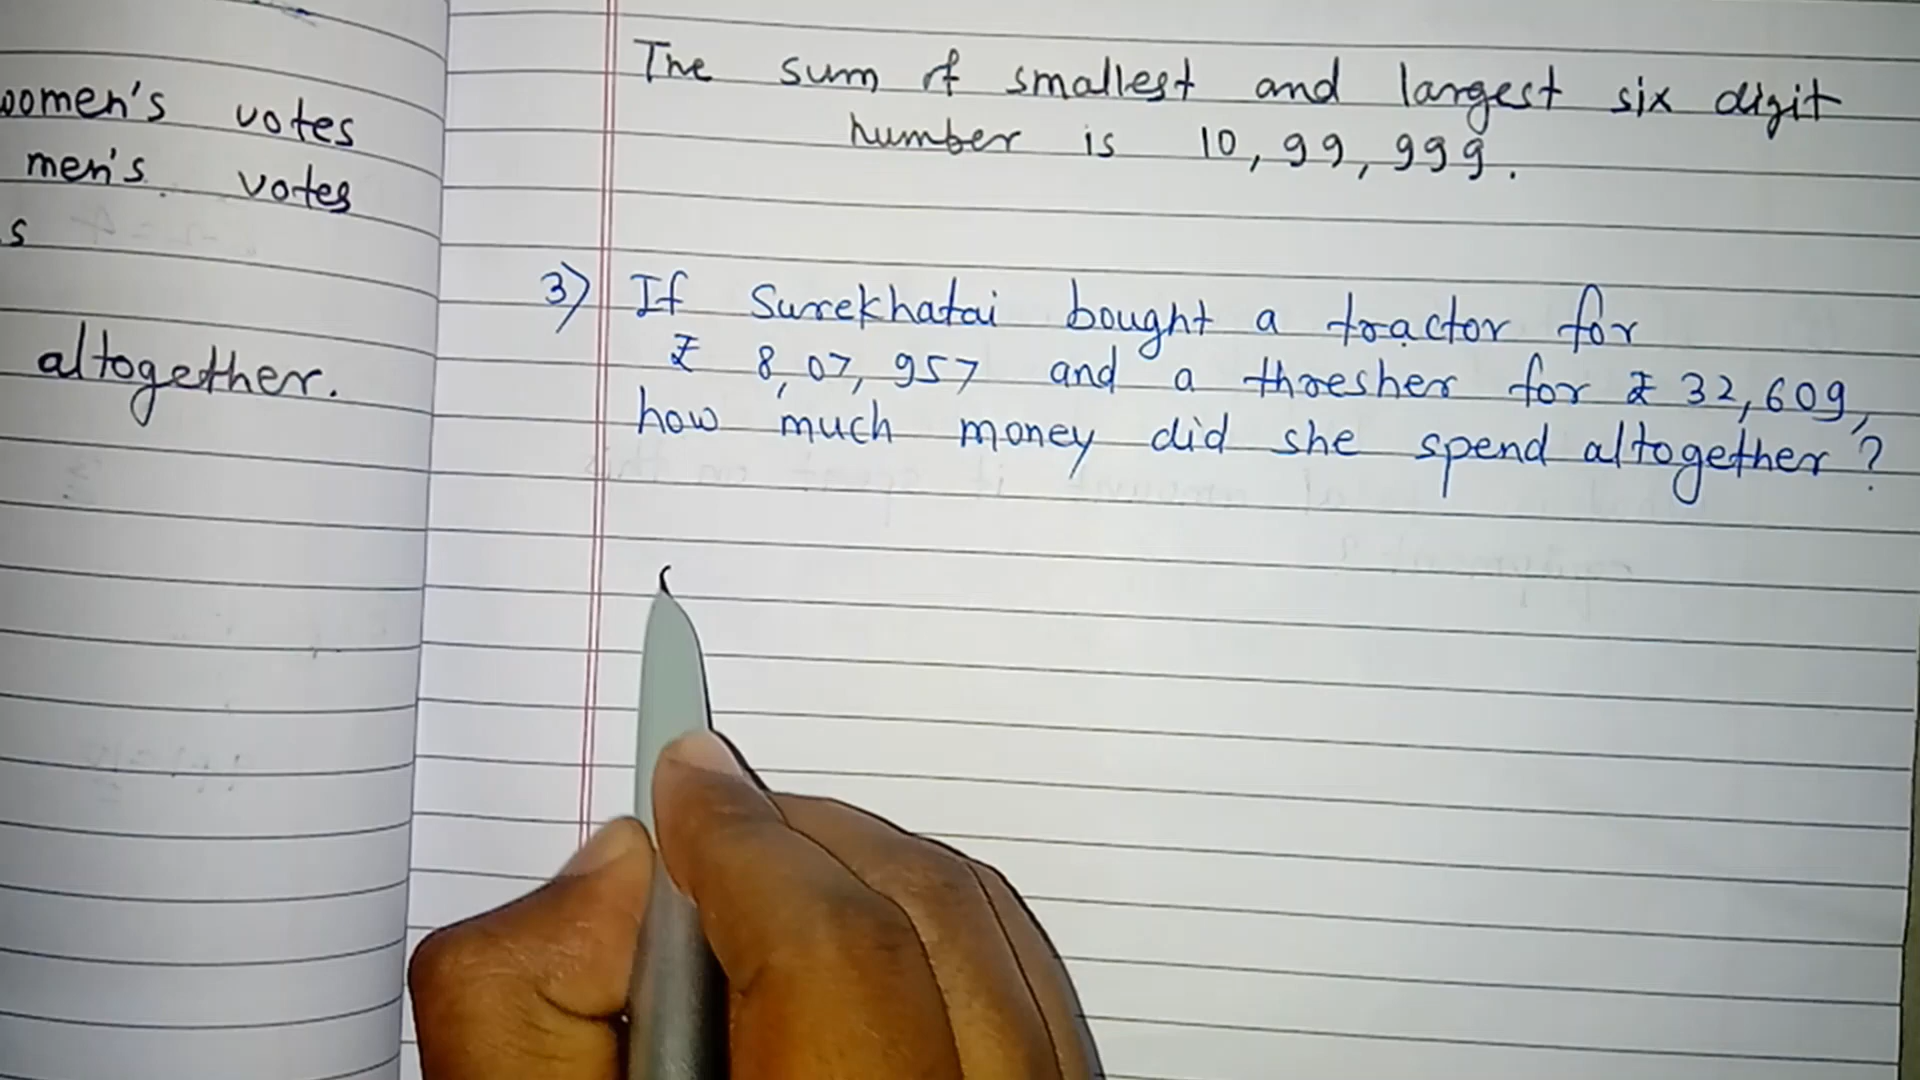 women's votes
men's votes
s
altogether.
The sum of smallest and largest six digit
number is 10,99,999.
3) If Surekhatai bought a tractor for
₹ 8,07,957 and a thresher for ₹ 32,609,
how much money did she spend altogether?